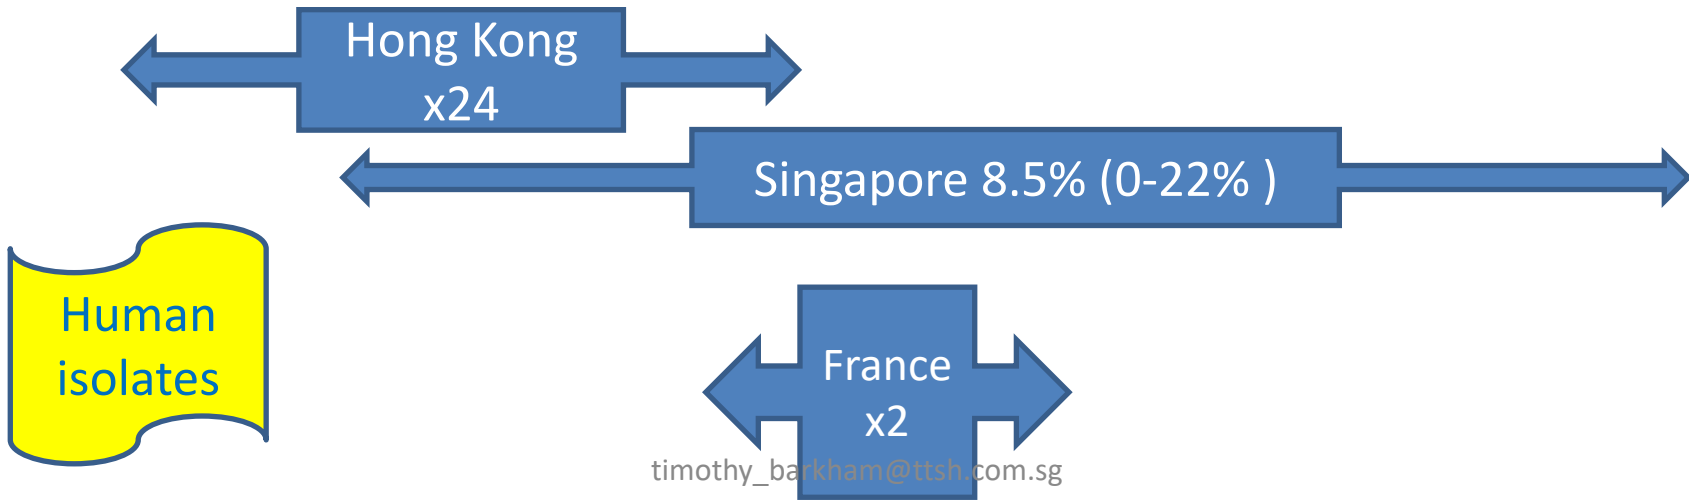 Hong Kong
x24
Singapore 8.5% (0-22% )
Human
isolates
France
x2
timothy_barkham@ttsh.com.sg